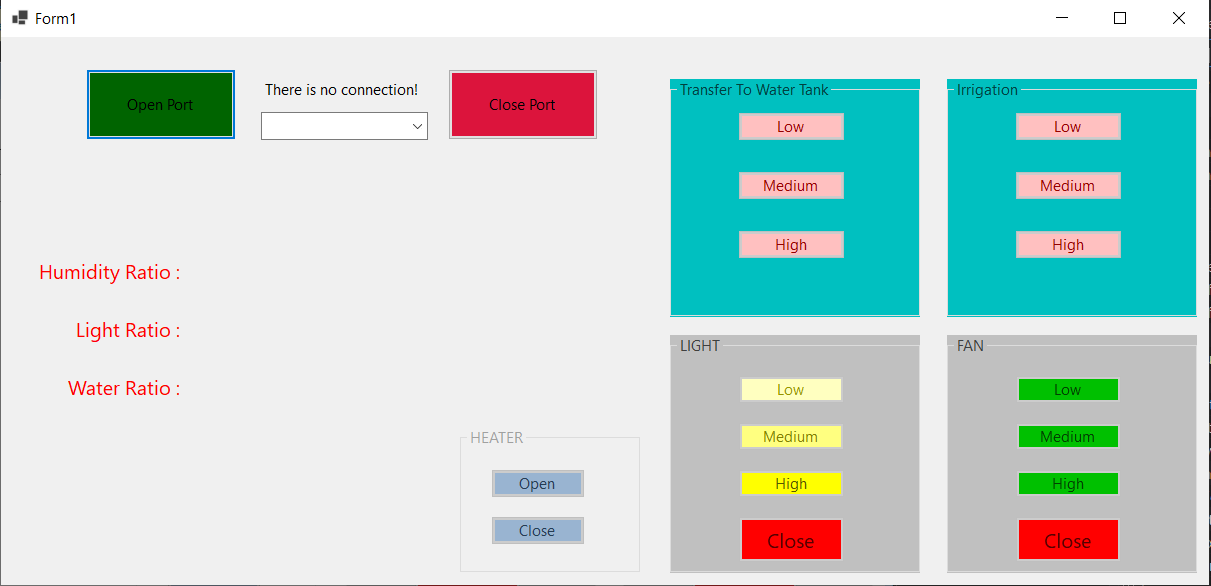 Form1
Open Port
There is no connection!
Close Port
Humidity Ratio :
Light Ratio :
Water Ratio :
HEATER
Open
Close
Transfer To Water Tank
Low
Medium
High
Irrigation
Low
Medium
High
LIGHT
Low
Medium
High
Close
FAN
Low
Medium
High
Close